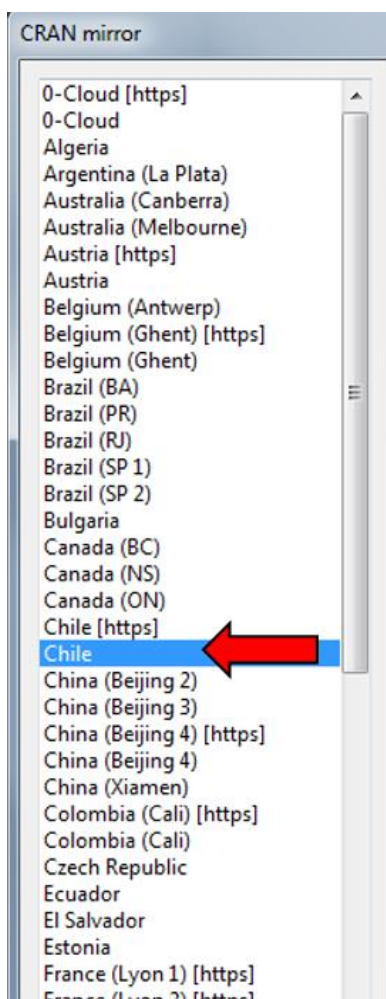 CRAN mirror
0-Cloud [https]
0-Cloud
Algeria
Argentina (La Plata)
Australia (Canberra)
Australia (Melbourne)
Austria [https]
Austria
Belgium (Antwerp)
Belgium (Ghent) [https]
Belgium (Ghent)
Brazil (BA)
Brazil (PR)
Brazil (RJ)
Brazil (SP 1)
Brazil (SP 2)
Bulgaria
Canada (BC)
Canada (NS)
Canada (ON)
Chile [https]
Chile
China (Beijing 2)
China (Beijing 3)
China (Beijing 4) [https]
China (Beijing 4)
China (Xiamen)
Colombia (Cali) [https]
Colombia (Cali)
Czech Republic
Ecuador
El Salvador
Estonia
France (Lyon 1) [https]
France (Lyon 2) [https]